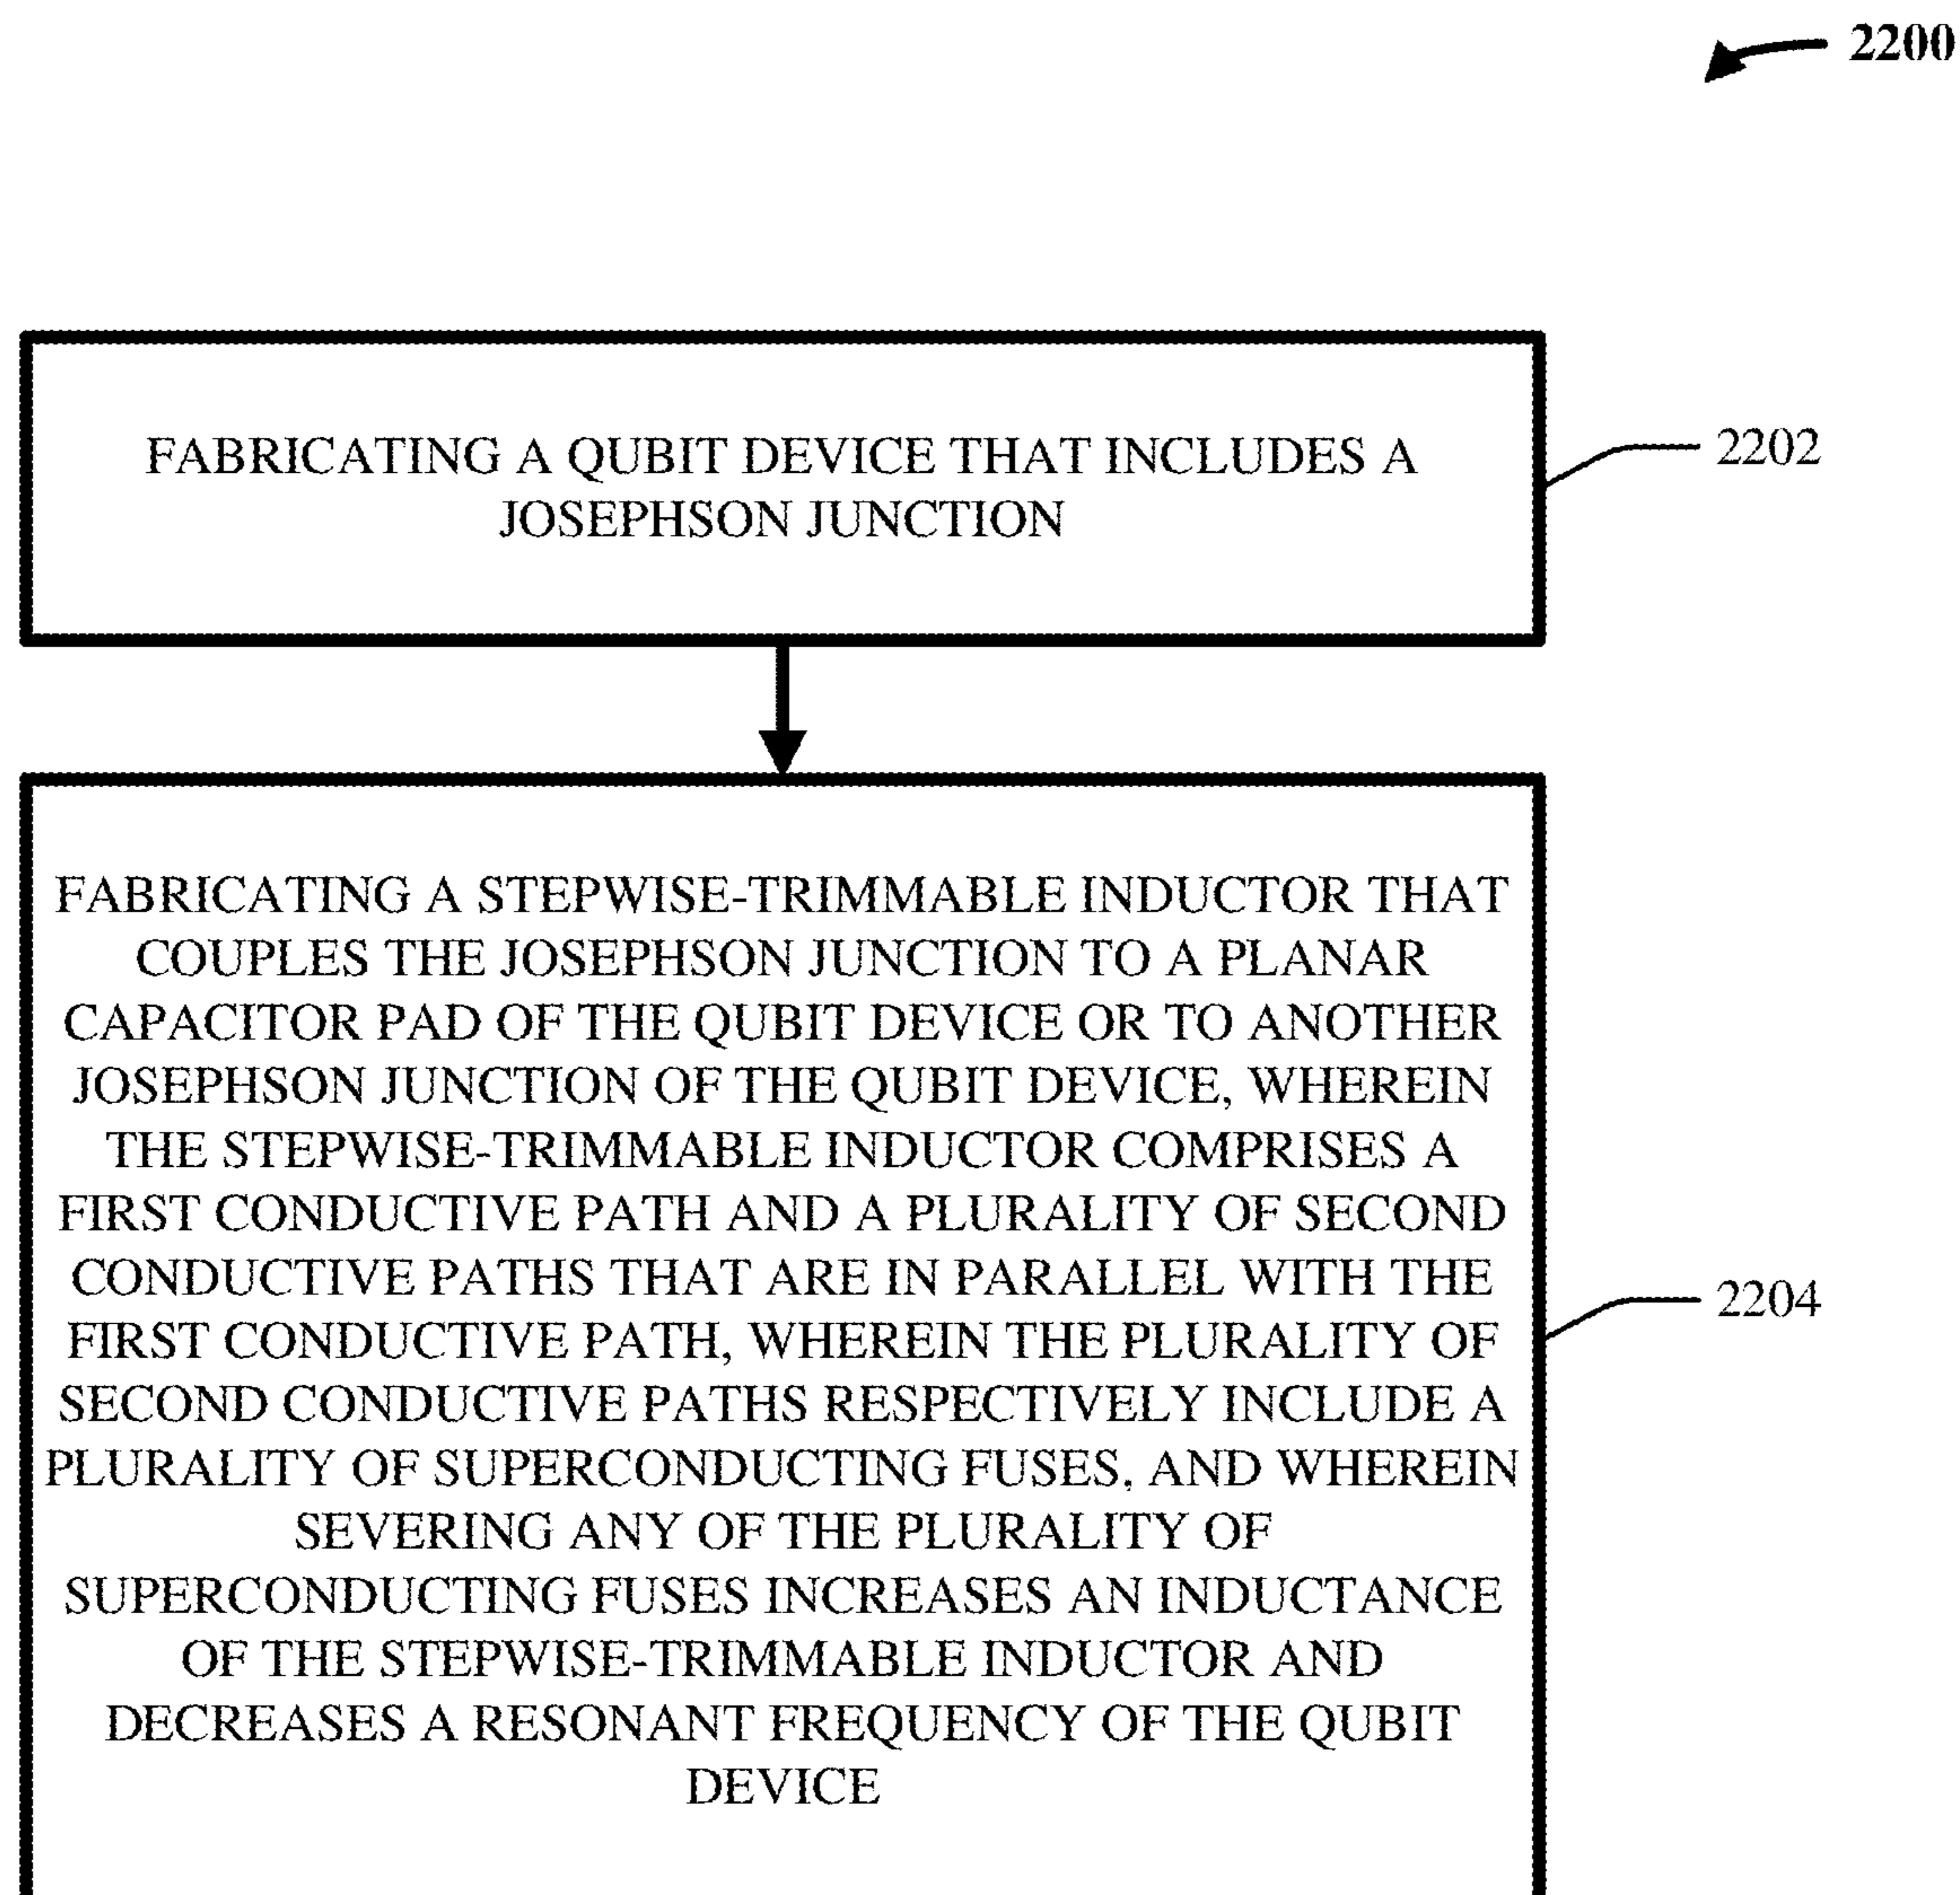 2200
FABRICATING A QUBIT DEVICE THAT INCLUDES A
JOSEPHSON JUNCTION
2202
FABRICATING A STEPWISE-TRIMMABLE INDUCTOR THAT
COUPLES THE JOSEPHSON JUNCTION TO A PLANAR
CAPACITOR PAD OF THE QUBIT DEVICE OR TO ANOTHER
JOSEPHSON JUNCTION OF THE QUBIT DEVICE, WHEREIN
THE STEPWISE-TRIMMABLE INDUCTOR COMPRISES A
FIRST CONDUCTIVE PATH AND A PLURALITY OF SECOND
CONDUCTIVE PATHS THAT ARE IN PARALLEL WITH THE
FIRST CONDUCTIVE PATH, WHEREIN THE PLURALITY OF
SECOND CONDUCTIVE PATHS RESPECTIVELY INCLUDE A
PLURALITY OF SUPERCONDUCTING FUSES, AND WHEREIN
SEVERING ANY OF THE PLURALITY OF
SUPERCONDUCTING FUSES INCREASES AN INDUCTANCE
OF THE STEPWISE-TRIMMABLE INDUCTOR AND
DECREASES A RESONANT FREQUENCY OF THE QUBIT
DEVICE
2204